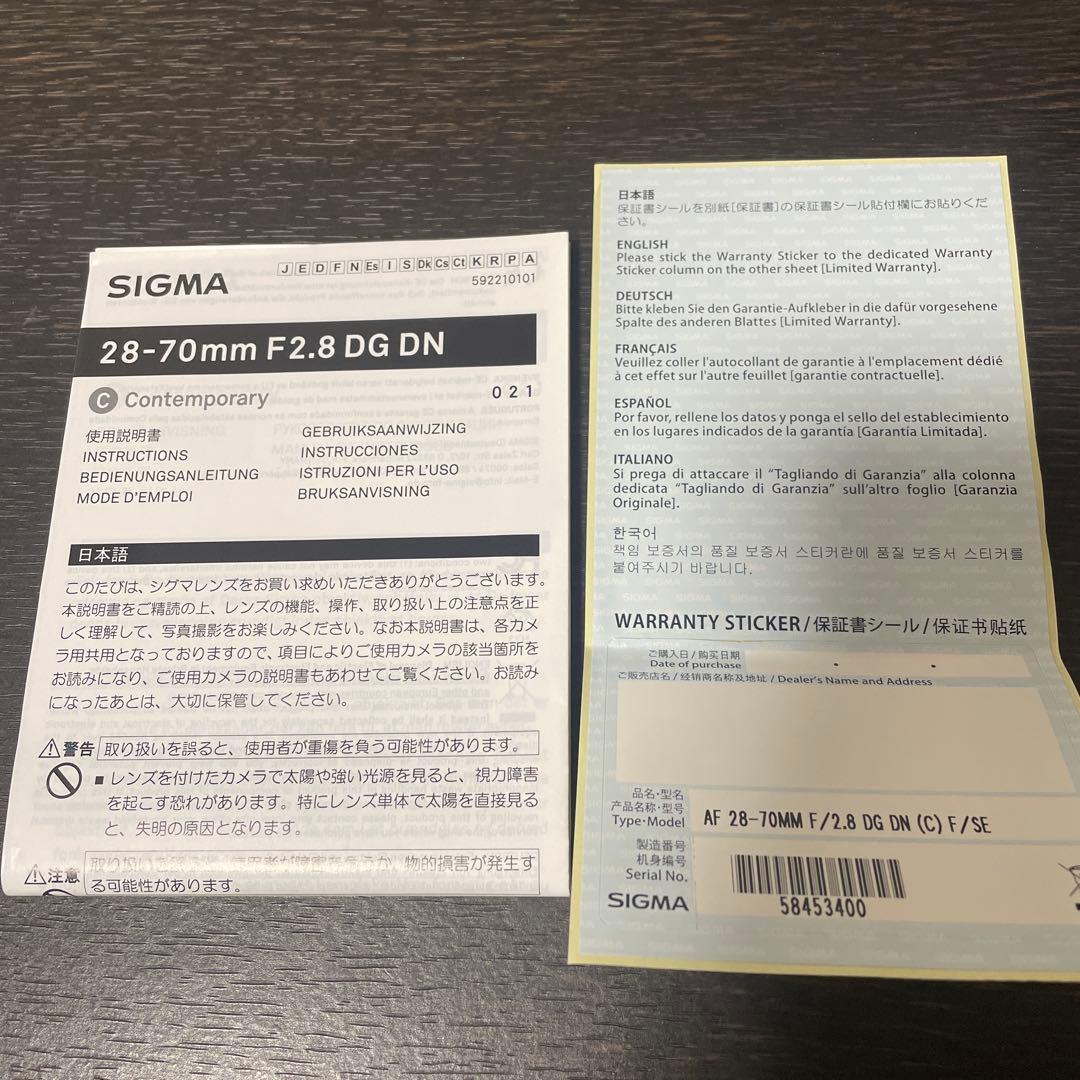 SIGMA
J E D F N Es I S Dk Cs Ct K R P A
592210101
28-70mm F2.8 DG DN
C Contemporary
021
使用説明書
INSTRUCTIONS
BEDIENUNGSANLEITUNG
MODE D'EMPLOI
GEBRUIKSAANWIJZING
INSTRUCCIONES
ISTRUZIONI PER L'USO
BRUKSANVISNING
日本語
このたびは、シグマレンズをお買い求めいただきありがとうございます。
本説明書をご精読の上、レンズの機能、操作、取り扱い上の注意点を正
しく理解して、写真撮影をお楽しみください。なお本説明書は、各カメ
ラ用共用となっておりますので、項目によりご使用カメラの該当箇所を
お読みになり、ご使用カメラの説明書もあわせてご覧ください。お読み
になったあとは、大切に保管してください。
警告 取り扱いを誤ると、使用者が重傷を負う可能性があります。
■ レンズを付けたカメラで太陽や強い光源を見ると、視力障害
を起こす恐れがあります。特にレンズ単体で太陽を直接見る
と、失明の原因となります。
注意 取り扱いを誤ると、使用者が障害を負うか、物的損害が発生す
る可能性があります。
日本語
保証書シールを別紙[保証書]の保証書シール貼付欄にお貼りくだ
さい。
ENGLISH
Please stick the Warranty Sticker to the dedicated Warranty
Sticker column on the other sheet [Limited Warranty].
DEUTSCH
Bitte kleben Sie den Garantie-Aufkleber in die dafür vorgesehene
Spalte des anderen Blattes [Limited Warranty].
FRANÇAIS
Veuillez coller l'autocollant de garantie à l'emplacement dédié
à cet effet sur l'autre feuillet [garantie contractuelle].
ESPAÑOL
Por favor, rellene los datos y ponga el sello del establecimiento
en los lugares indicados de la garantía [Garantía Limitada].
ITALIANO
Si prega di attaccare il “Tagliando di Garanzia” alla colonna
dedicata “Tagliando di Garanzia” sull'altro foglio [Garanzia
Originale].
한국어
책임 보증서의 품질 보증서 스티커란에 품질 보증서 스티커를
붙여주시기 바랍니다.
WARRANTY STICKER/保証書シール/保证书贴纸
ご購入日/购买日期
Date of purchase
ご販売店名/经销商名称及地址/Dealer's Name and Address
品名・型名
产品名称・型号
Type・Model
AF 28-70MM F/2.8 DG DN (C) F/SE
製造番号
机身编号
Serial No.
58453400
SIGMA